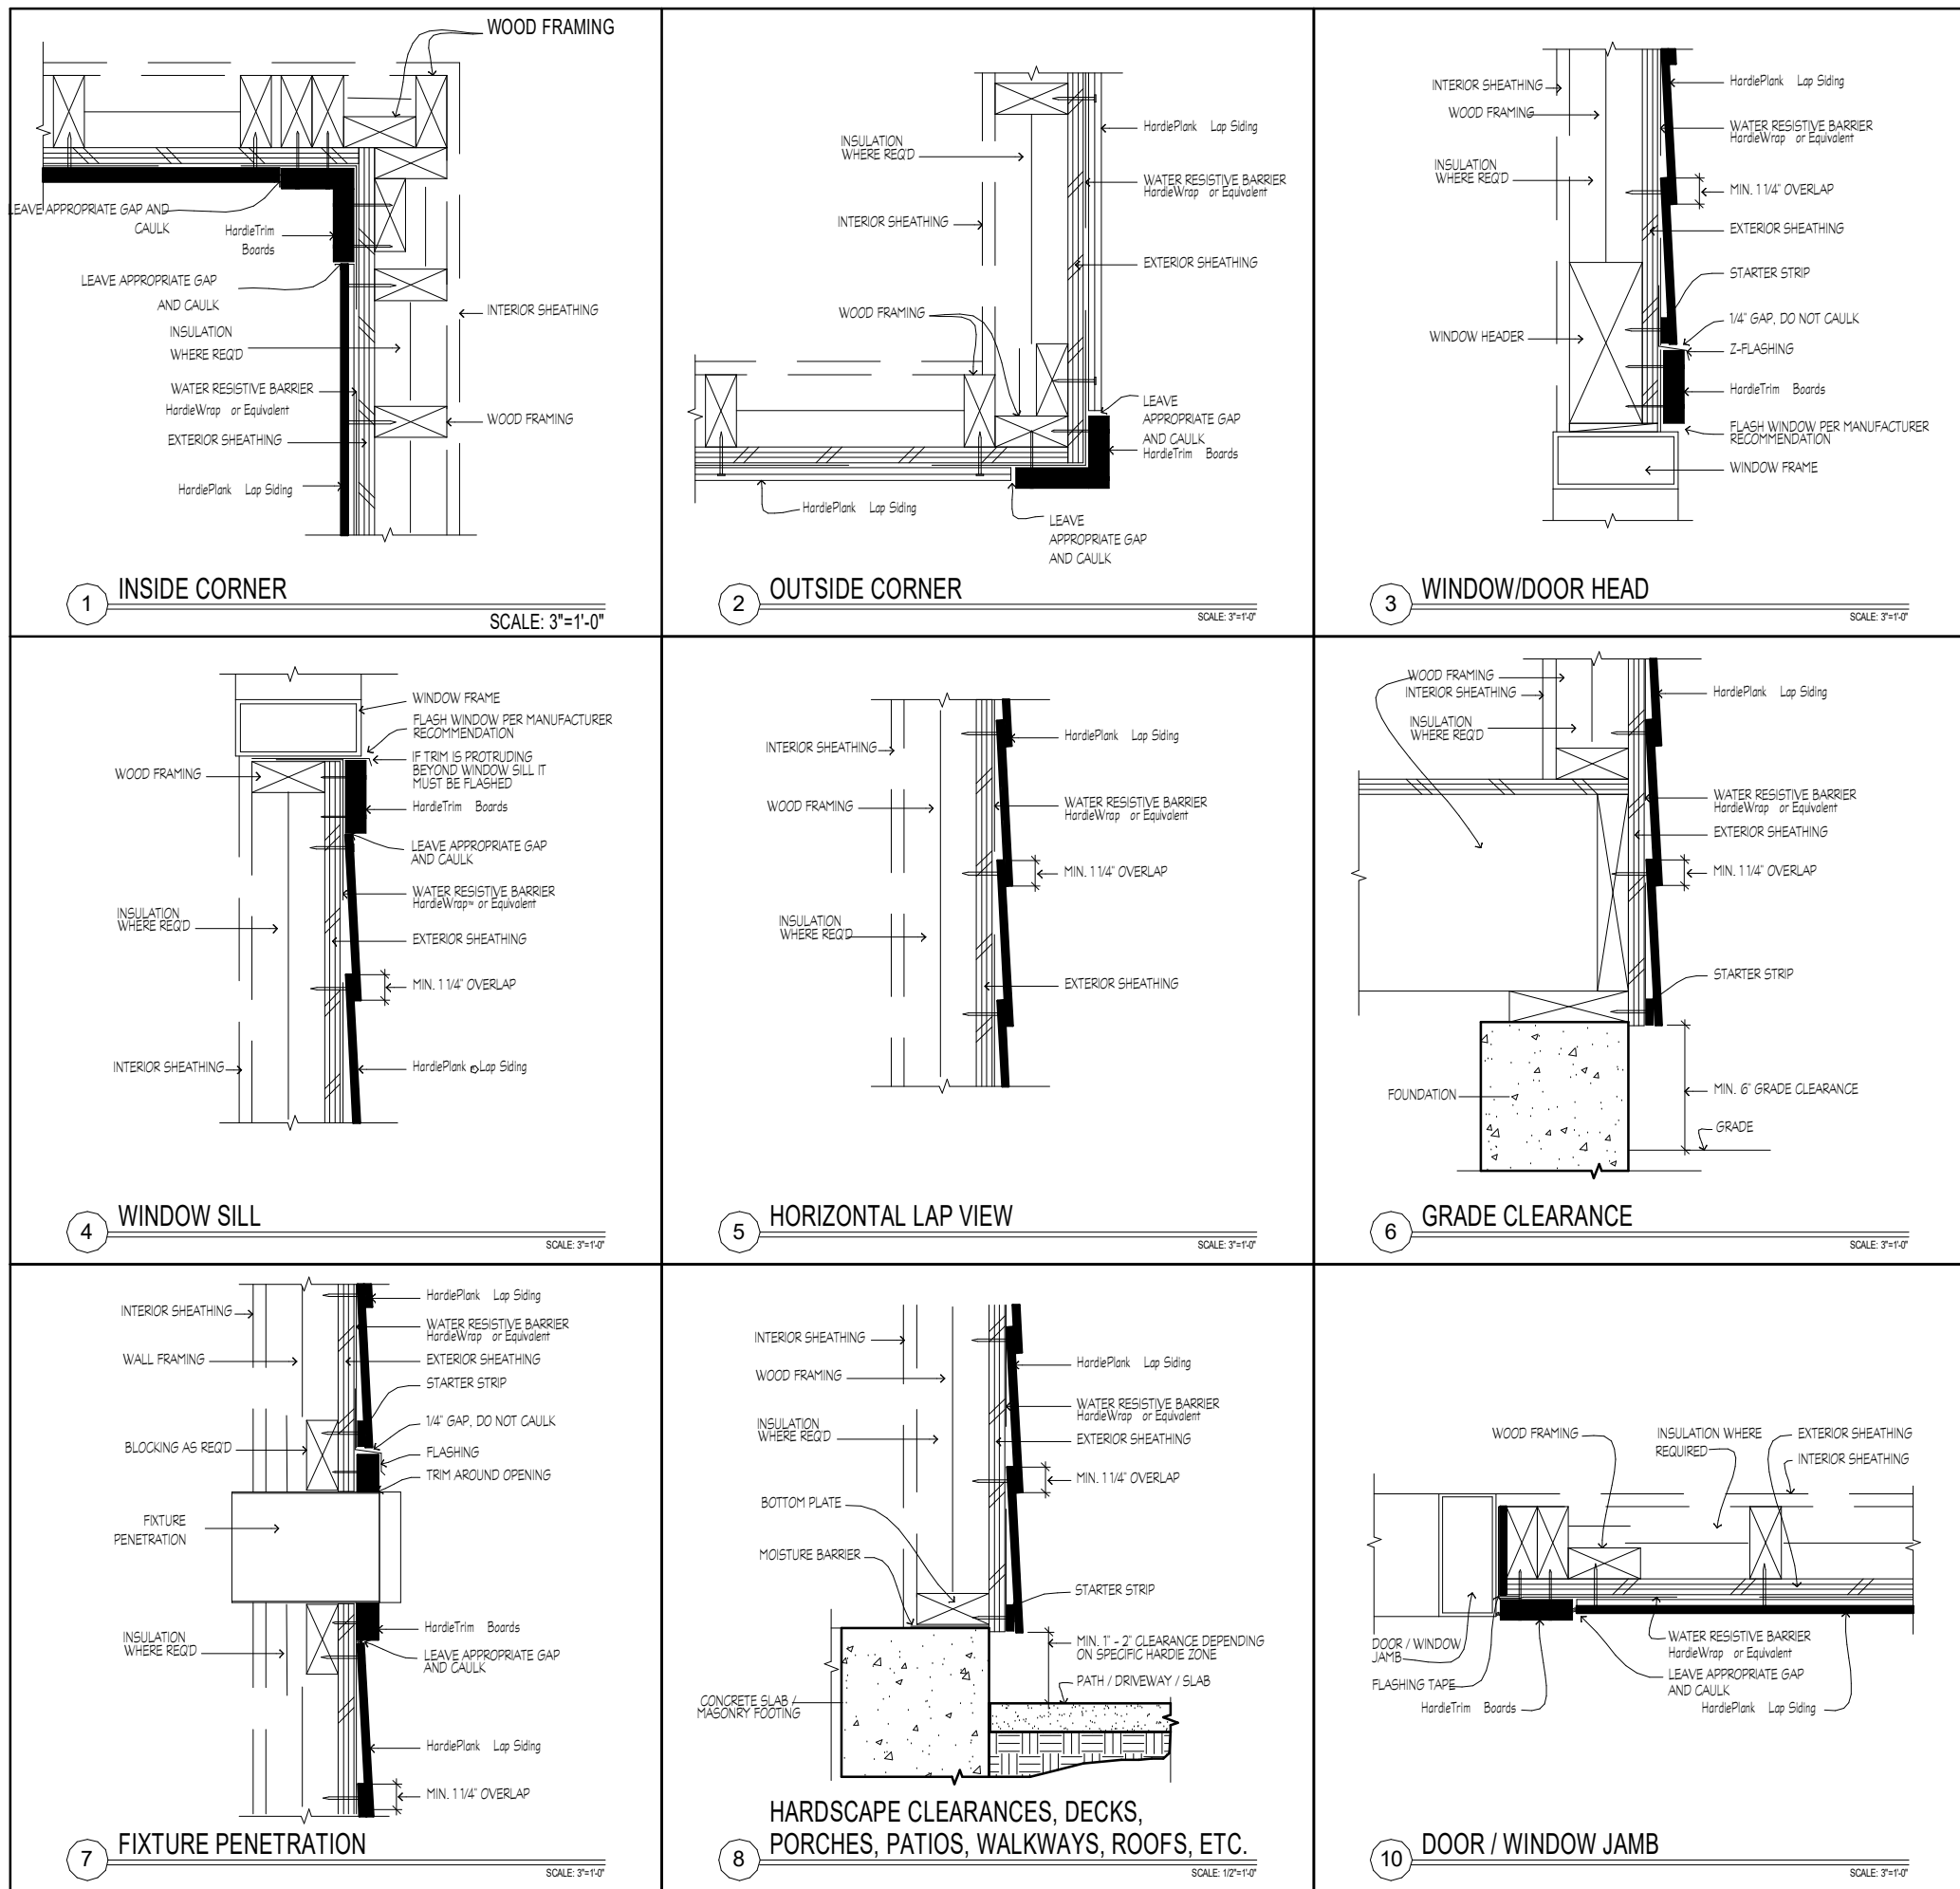 WOOD FRAMING
LEAVE APPROPRIATE GAP AND
CAULK
HardieTrim
Boards
LEAVE APPROPRIATE GAP
AND CAULK
INSULATION
WHERE REQ'D
INTERIOR SHEATHING
WATER RESISTIVE BARRIER
HardieWrap or Equivalent
WOOD FRAMING
EXTERIOR SHEATHING
HardiePlank Lap Siding
1 INSIDE CORNER
SCALE: 3"=1'-0"
INSULATION
WHERE REQ'D
HardiePlank Lap Siding
WATER RESISTIVE BARRIER
HardieWrap or Equivalent
INTERIOR SHEATHING
EXTERIOR SHEATHING
WOOD FRAMING
LEAVE
APPROPRIATE GAP
AND CAULK
HardieTrim Boards
HardiePlank Lap Siding
LEAVE
APPROPRIATE GAP
AND CAULK
2 OUTSIDE CORNER
SCALE: 3"=1'-0"
INTERIOR SHEATHING
WOOD FRAMING
INSULATION
WHERE REQ'D
WINDOW HEADER
HardiePlank Lap Siding
WATER RESISTIVE BARRIER
HardieWrap or Equivalent
MIN. 1 1/4" OVERLAP
EXTERIOR SHEATHING
STARTER STRIP
1/4" GAP, DO NOT CAULK
Z-FLASHING
HardieTrim Boards
FLASH WINDOW PER MANUFACTURER
RECOMMENDATION
WINDOW FRAME
3 WINDOW/DOOR HEAD
SCALE: 3"=1'-0"
WOOD FRAMING
INSULATION
WHERE REQ'D
INTERIOR SHEATHING
WINDOW FRAME
FLASH WINDOW PER MANUFACTURER
RECOMMENDATION
IF TRIM IS PROTRUDING
BEYOND WINDOW SILL IT
MUST BE FLASHED
HardieTrim Boards
LEAVE APPROPRIATE GAP
AND CAULK
WATER RESISTIVE BARRIER
HardieWrap™ or Equivalent
EXTERIOR SHEATHING
MIN. 1 1/4" OVERLAP
HardiePlank Lap Siding
4 WINDOW SILL
SCALE: 3"=1'-0"
INTERIOR SHEATHING
WOOD FRAMING
INSULATION
WHERE REQ'D
HardiePlank Lap Siding
WATER RESISTIVE BARRIER
HardieWrap or Equivalent
MIN. 1 1/4" OVERLAP
EXTERIOR SHEATHING
5 HORIZONTAL LAP VIEW
SCALE: 3"=1'-0"
WOOD FRAMING
INTERIOR SHEATHING
INSULATION
WHERE REQ'D
FOUNDATION
HardiePlank Lap Siding
WATER RESISTIVE BARRIER
HardieWrap or Equivalent
EXTERIOR SHEATHING
MIN. 1 1/4" OVERLAP
STARTER STRIP
MIN. 6" GRADE CLEARANCE
GRADE
6 GRADE CLEARANCE
SCALE: 3"=1'-0"
INTERIOR SHEATHING
WALL FRAMING
BLOCKING AS REQ'D
FIXTURE
PENETRATION
INSULATION
WHERE REQ'D
HardiePlank Lap Siding
WATER RESISTIVE BARRIER
HardieWrap or Equivalent
EXTERIOR SHEATHING
STARTER STRIP
1/4" GAP, DO NOT CAULK
FLASHING
TRIM AROUND OPENING
HardieTrim Boards
LEAVE APPROPRIATE GAP
AND CAULK
HardiePlank Lap Siding
MIN. 1 1/4" OVERLAP
7 FIXTURE PENETRATION
SCALE: 3"=1'-0"
INTERIOR SHEATHING
WOOD FRAMING
INSULATION
WHERE REQ'D
BOTTOM PLATE
MOISTURE BARRIER
CONCRETE SLAB /
MASONRY FOOTING
HardiePlank Lap Siding
WATER RESISTIVE BARRIER
HardieWrap or Equivalent
EXTERIOR SHEATHING
MIN. 1 1/4" OVERLAP
STARTER STRIP
MIN. 1" - 2" CLEARANCE DEPENDING
ON SPECIFIC HARDIE ZONE
PATH / DRIVEWAY / SLAB
HARDSCAPE CLEARANCES, DECKS,
8 PORCHES, PATIOS, WALKWAYS, ROOFS, ETC.
SCALE: 1/2"=1'-0"
WOOD FRAMING
INSULATION WHERE
REQUIRED
EXTERIOR SHEATHING
INTERIOR SHEATHING
DOOR / WINDOW
JAMB
FLASHING TAPE
HardieTrim Boards
WATER RESISTIVE BARRIER
HardieWrap or Equivalent
LEAVE APPROPRIATE GAP
AND CAULK
HardiePlank Lap Siding
10 DOOR / WINDOW JAMB
SCALE: 3"=1'-0"